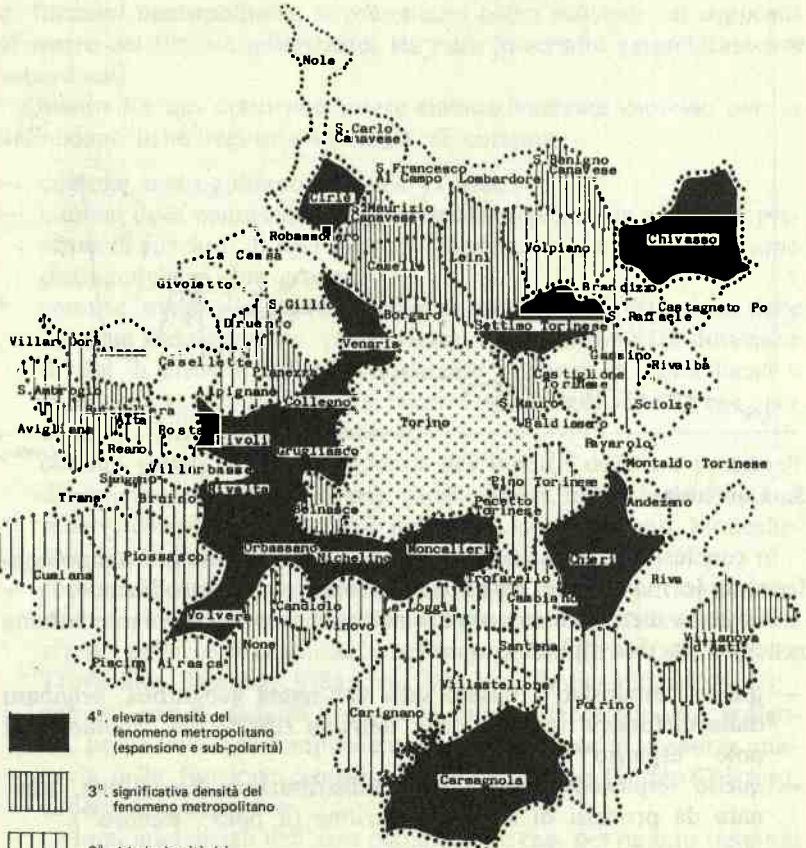 Nole
S. Carlo
Canavese
S. Francesco
Al Campo
Lombardore
S. Benigno
Canavese
Ciriè
S. Maurizio
Canavese
Robassomero
Volpiano
Chivasso
La Cassa
Caselle
Leini
Givoletto
Brandizzo
S. Gillio
Castagneto Po
S. Raffaele
Druento
Borgaro
Settimo Torinese
Villardora
Venaria
Gassino
Rivalba
Casellette
Pianezza
Castiglione
Torinese
S. Ambrogio
Alpignano
Collegno
S. Mauro
Sciolze
Alta
Torino
Baldissero
Avigliana
Rosta
Rivoli
Reano
Grugliasco
Pavarolo
Villarbasse
Montaldo Torinese
Pino Torinese
Trana
Bruino
Rivalta
Pecetto
Torinese
Andezeno
Beinasco
Piossasco
Orbassano
Nichelino
Moncalieri
Chieri
Cumiana
Trofarello
Riva
Cambiano
Candiolo
La Loggia
Volvera
Vinovo
Villanova
d'Asti
None
Santena
Piscina
Airasca
Villastellone
Carignano
Poirino
Carmagnola
4° elevata densità del
fenomeno metropolitano
(espansione e sub-polarità)
3° significativa densità del
fenomeno metropolitano